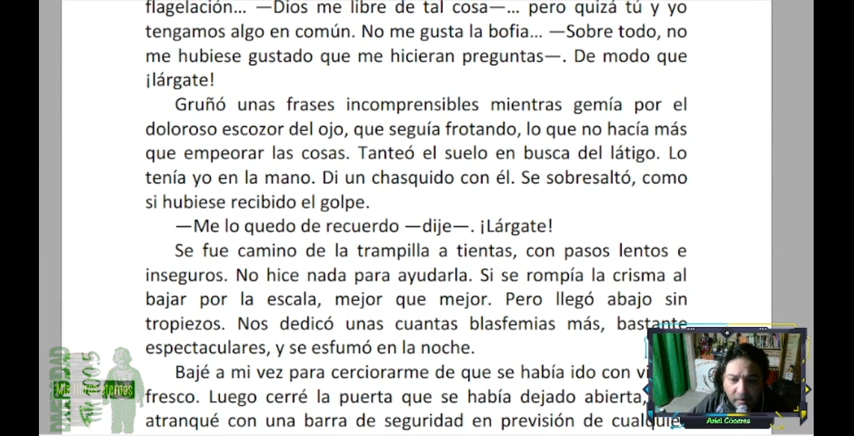 flagelación... —Dios me libre de tal cosa—... pero quizá tú y yo
tengamos algo en común. No me gusta la bofia... —Sobre todo, no
me hubiese gustado que me hicieran preguntas—. De modo que
¡lárgate!
Gruñó unas frases incomprensibles mientras gemía por el
doloroso escozor del ojo, que seguía frotando, lo que no hacía más
que empeorar las cosas. Tanteó el suelo en busca del látigo. Lo
tenía yo en la mano. Di un chasquido con él. Se sobresaltó, como
si hubiese recibido el golpe.
—Me lo quedo de recuerdo —dije—. ¡Lárgate!
Se fue camino de la trampilla a tientas, con pasos lentos e
inseguros. No hice nada para ayudarla. Si se rompía la crisma al
bajar por la escala, mejor que mejor. Pero llegó abajo sin
tropiezos. Nos dedicó unas cuantas blasfemias más, bastante
espectaculares, y se esfumó en la noche.
Bajé a mi vez para cerciorarme de que se había ido con
fresco. Luego cerré la puerta que se había dejado abierta,
atranqué con una barra de seguridad en previsión de cualquier